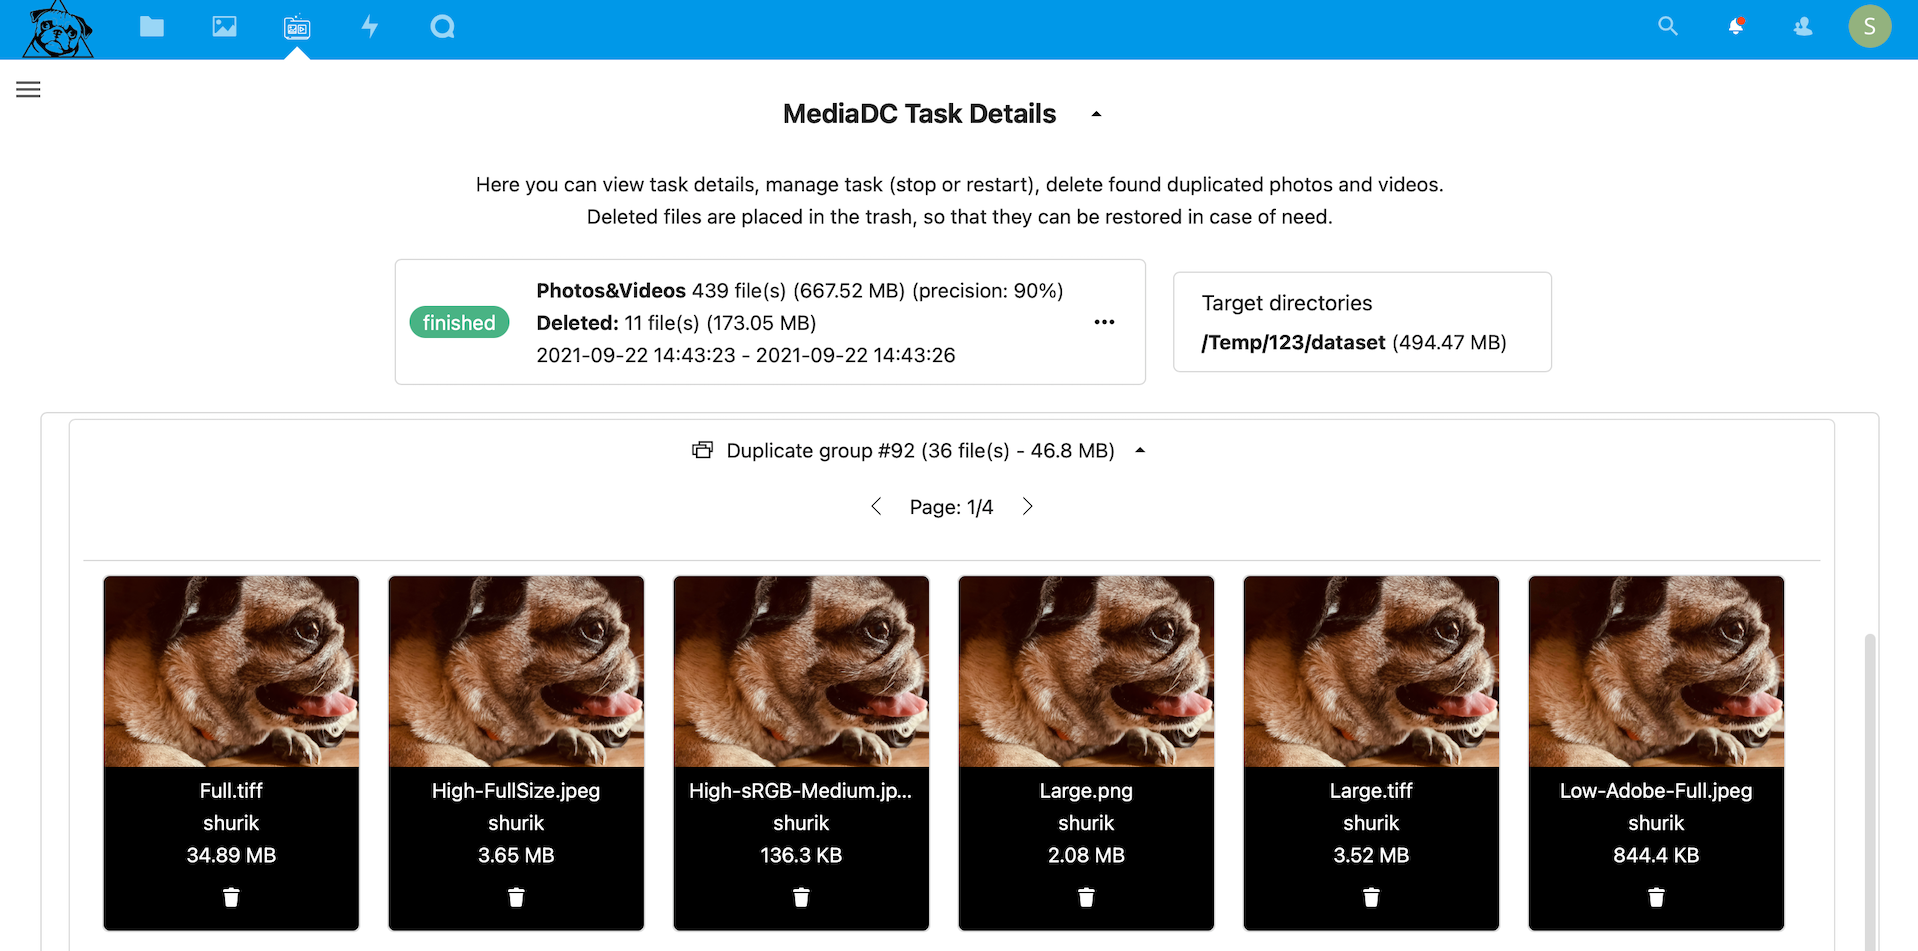 S
MediaDC Task Details
Here you can view task details, manage task (stop or restart), delete found duplicated photos and videos.
Deleted files are placed in the trash, so that they can be restored in case of need.
finished
Photos&Videos 439 file(s) (667.52 MB) (precision: 90%)
Deleted: 11 file(s) (173.05 MB)
2021-09-22 14:43:23 - 2021-09-22 14:43:26
Target directories
/Temp/123/dataset (494.47 MB)
Duplicate group #92 (36 file(s) - 46.8 MB)
Page: 1/4
Full.tiff
shurik
34.89 MB
High-FullSize.jpeg
shurik
3.65 MB
High-sRGB-Medium.jp...
shurik
136.3 KB
Large.png
shurik
2.08 MB
Large.tiff
shurik
3.52 MB
Low-Adobe-Full.jpeg
shurik
844.4 KB